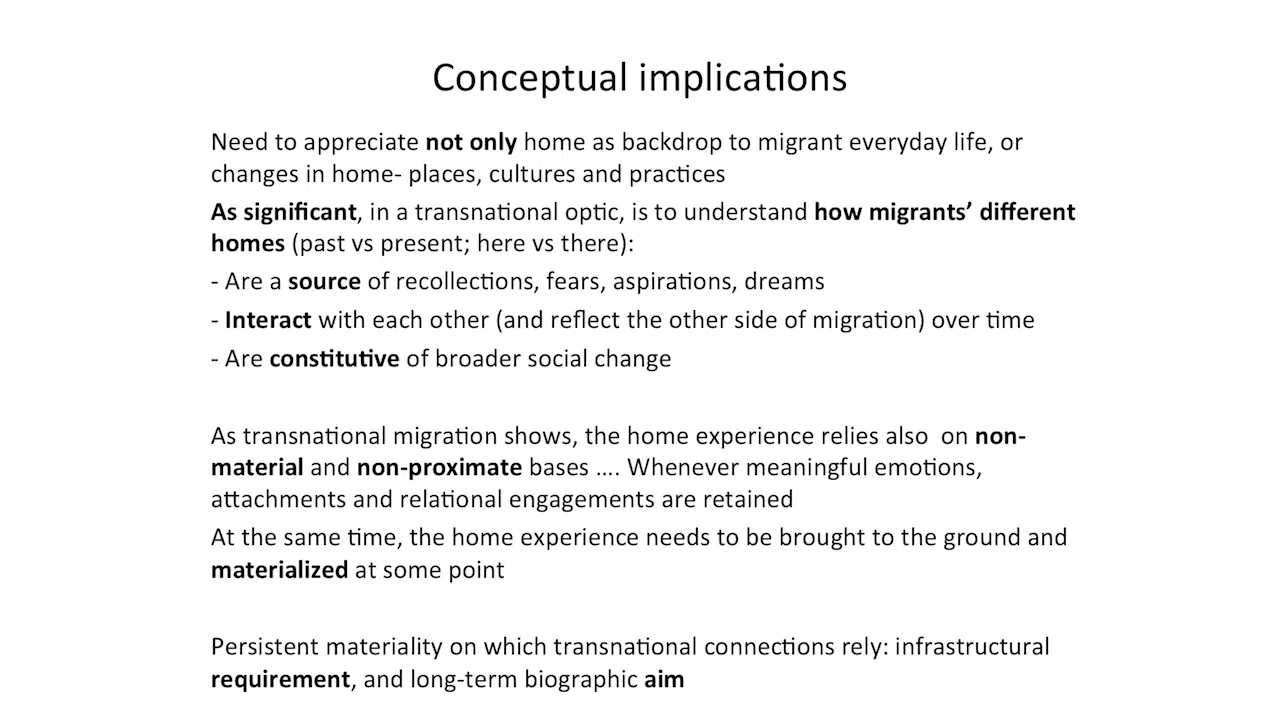 Conceptual implications
Need to appreciate not only home as backdrop to migrant everyday life, or
changes in home- places, cultures and practices
As significant, in a transnational optic, is to understand how migrants’ different
homes (past vs present; here vs there):
- Are a source of recollections, fears, aspirations, dreams
- Interact with each other (and reflect the other side of migration) over time
- Are constitutive of broader social change
As transnational migration shows, the home experience relies also  on non-
material and non-proximate bases .... Whenever meaningful emotions,
attachments and relational engagements are retained
At the same time, the home experience needs to be brought to the ground and
materialized at some point
Persistent materiality on which transnational connections rely: infrastructural
requirement, and long-term biographic aim